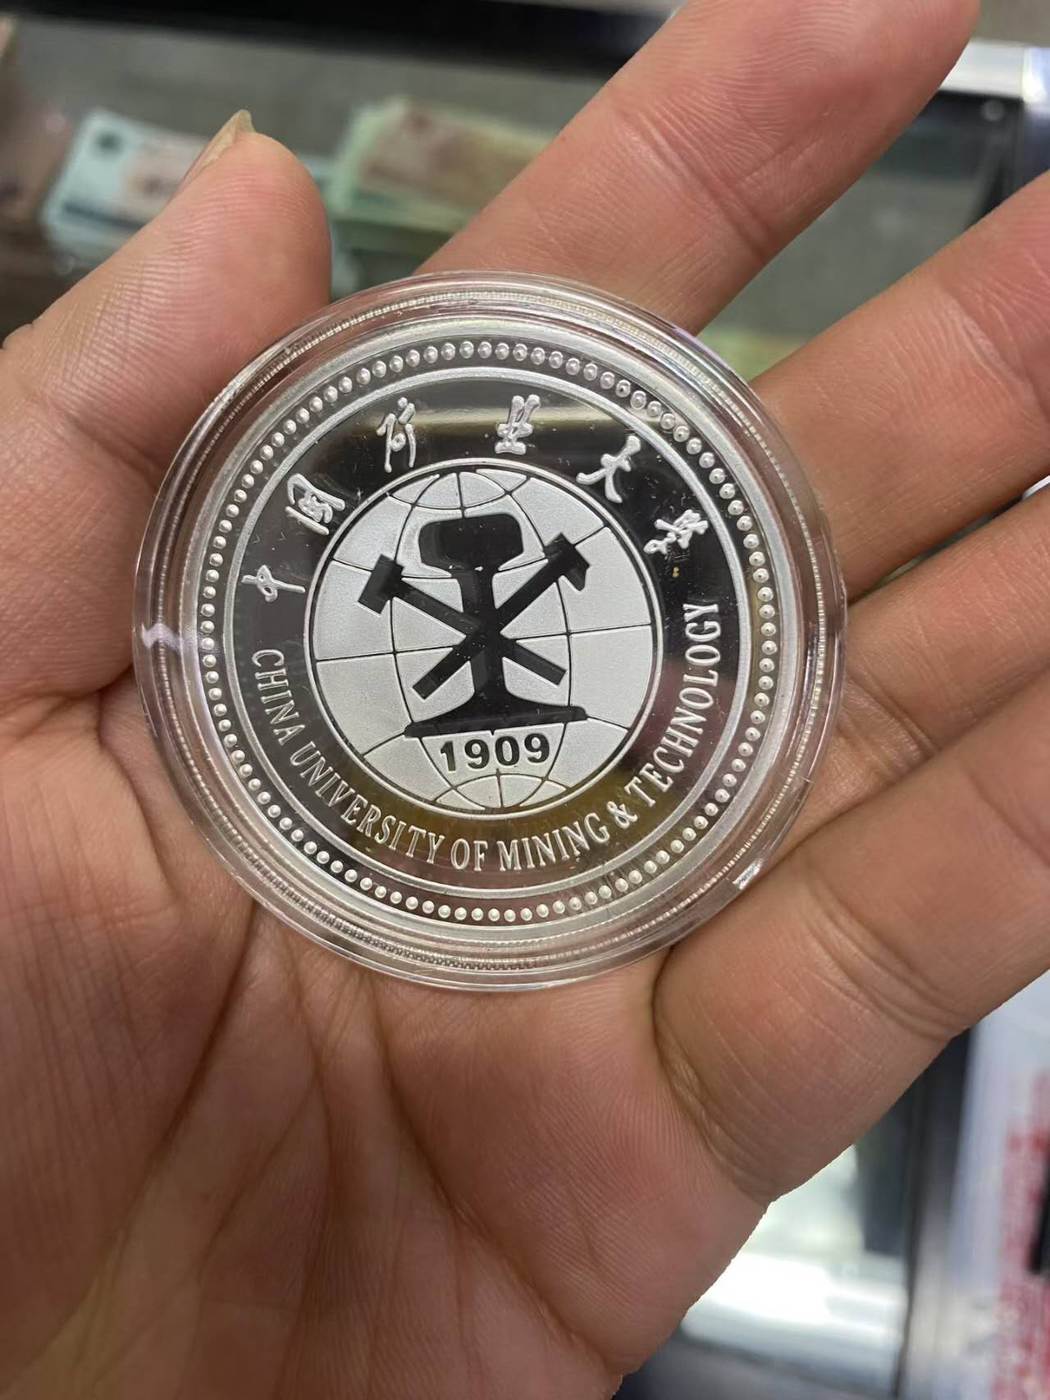 中国矿业大学
1909
CHINA UNIVERSITY OF MINING & TECHNOLOGY